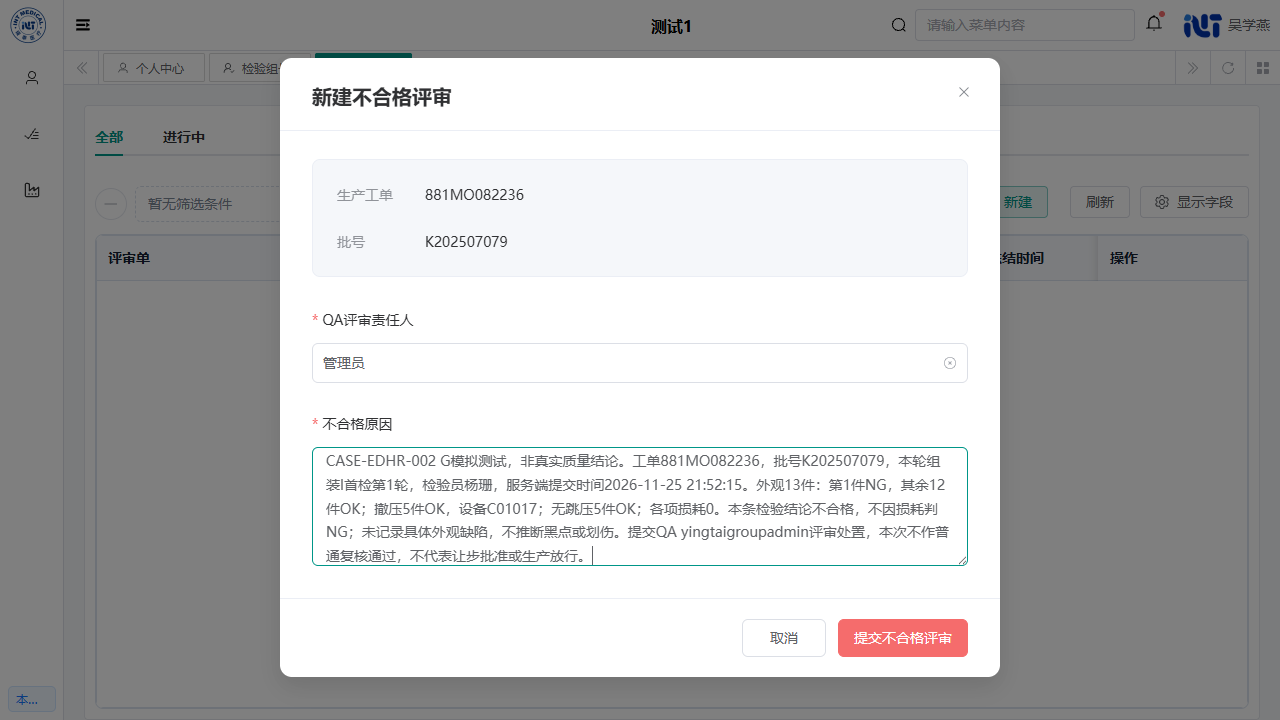 测试1
请输入菜单内容
吴学燕
个人中心
检验组
全部
进行中
暂无筛选条件
新建
刷新
显示字段
评审单
结时间
操作
本...
新建不合格评审
生产工单
881MO082236
批号
K202507079
* QA评审责任人
管理员
* 不合格原因
CASE-EDHR-002 G模拟测试，非真实质量结论。工单881MO082236，批号K202507079，本轮组
装I首检第1轮，检验员杨珊，服务端提交时间2026-11-25 21:52:15。外观13件：第1件NG，其余12
件OK；撤压5件OK，设备C01017；无跳压5件OK；各项损耗0。本条检验结论不合格，不因损耗判
NG；未记录具体外观缺陷，不推断黑点或划伤。提交QA yingtaigroupadmin评审处置，本次不作普
通复核通过，不代表让步批准或生产放行。
取消
提交不合格评审